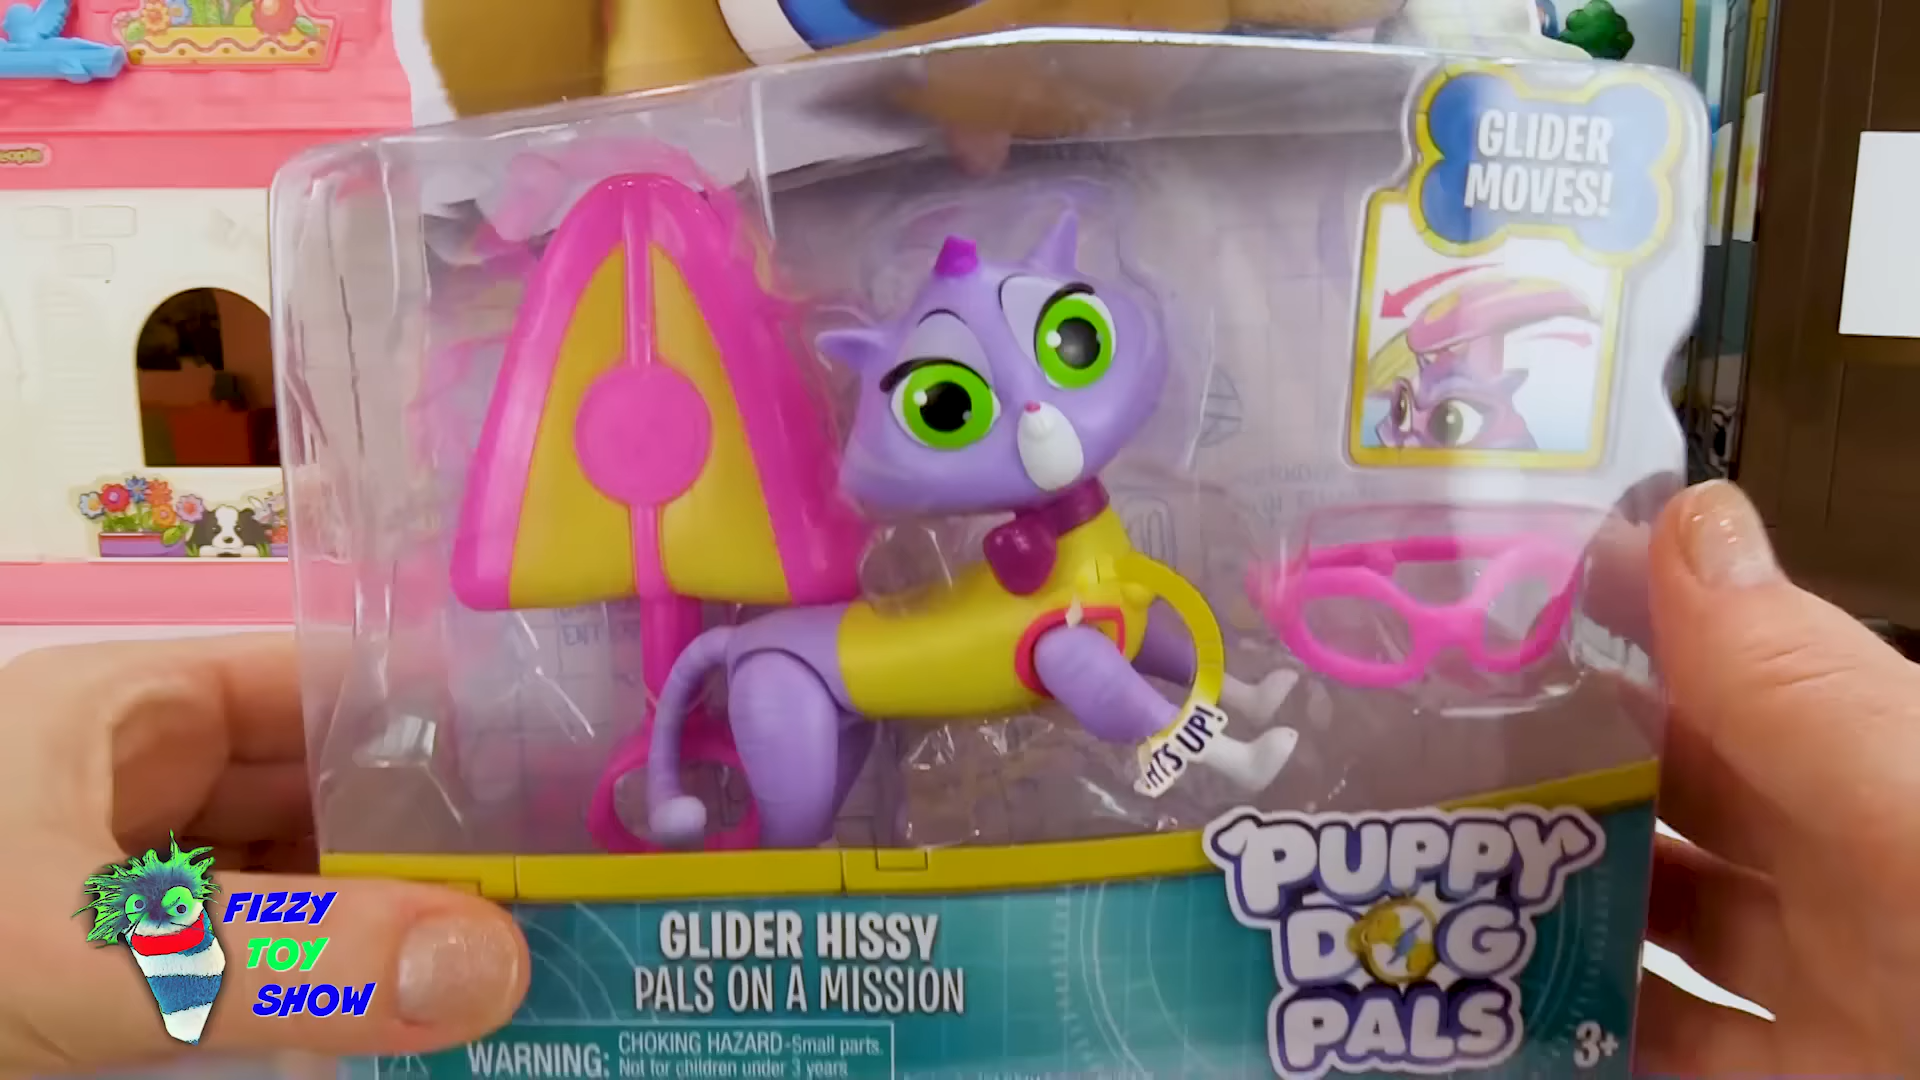 GLIDER
MOVES!
HTS UP!
PUPPY
DOG
PALS
GLIDER HISSY
PALS ON A MISSION
WARNING: CHOKING HAZARD-Small parts.
Not for children under 3 years
3+
FIZZY
TOY
SHOW